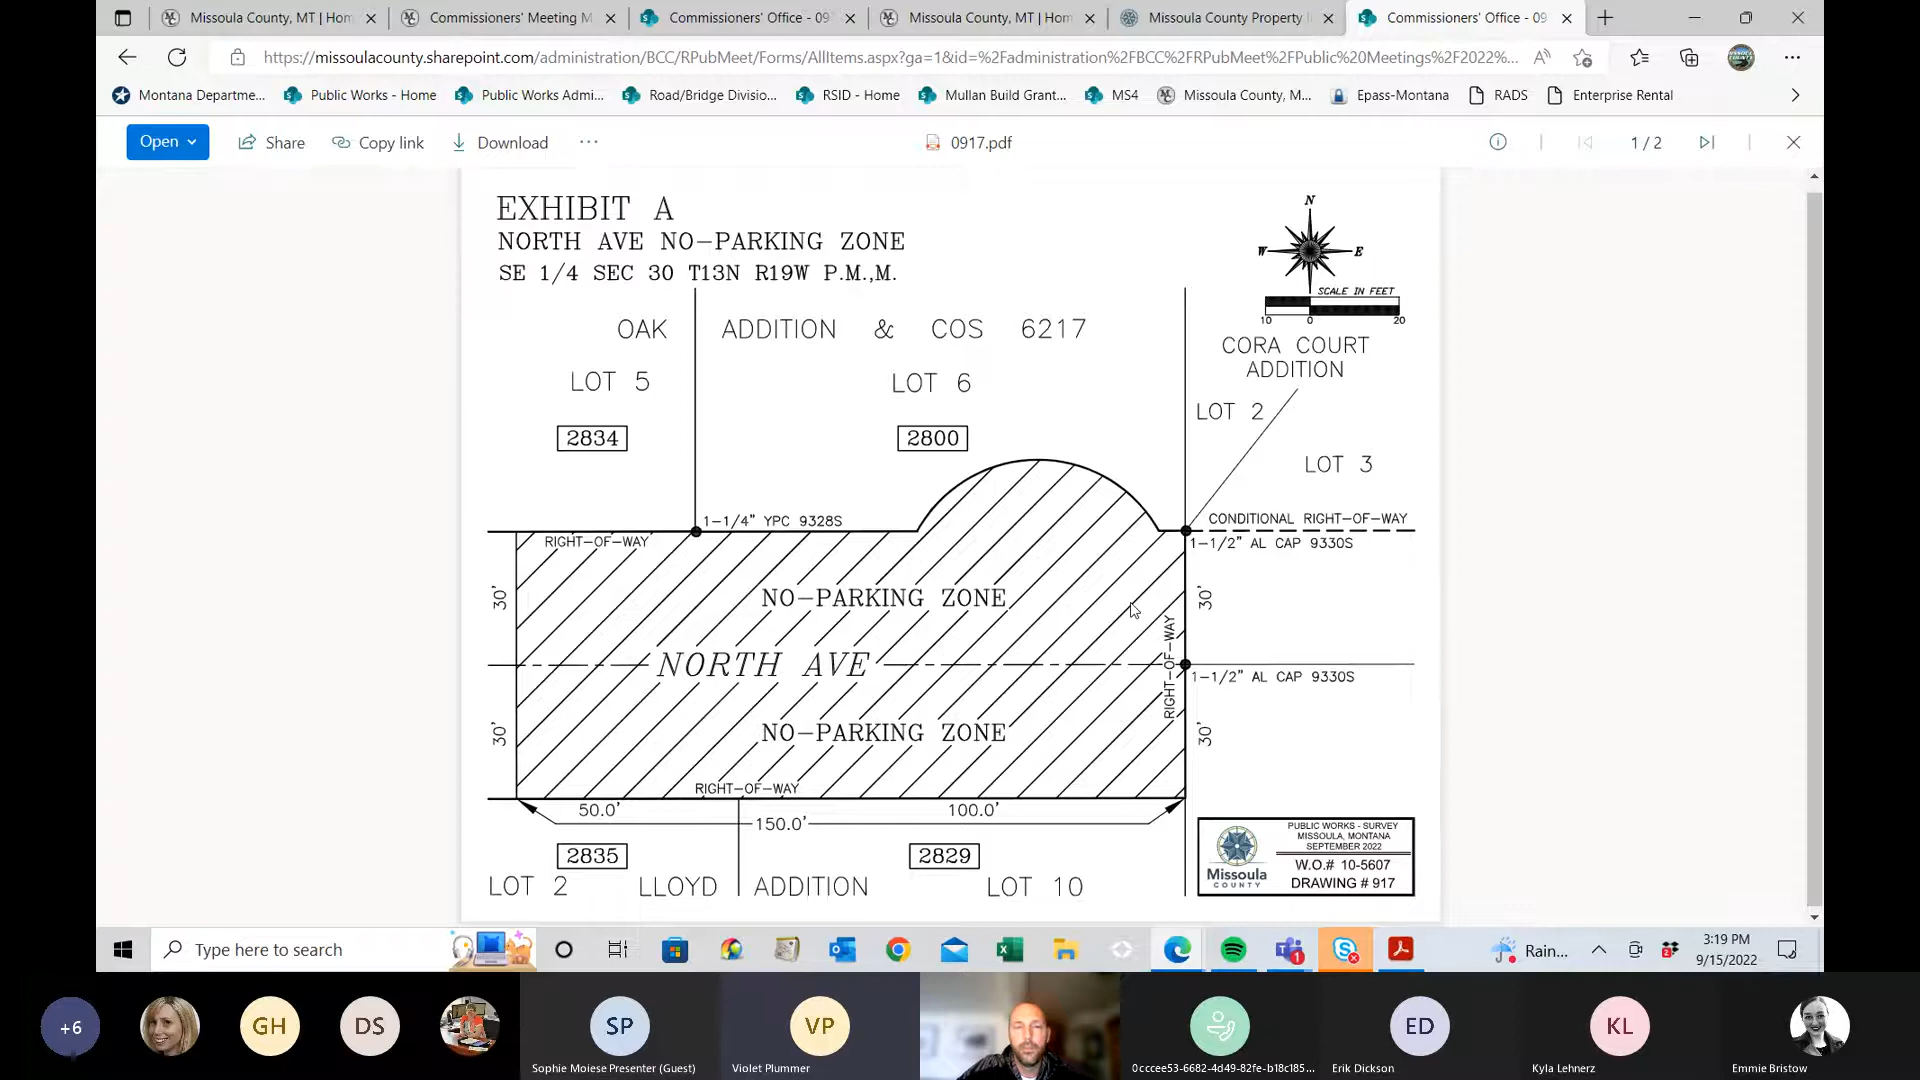 Missoula County, MT | Hom
Commissioners' Meeting M
Commissioners' Office - 09
Missoula County, MT | Hom
Missoula County Property I
Commissioners' Office - 09
https://missoulacounty.sharepoint.com/administration/BCC/RPubMeet/Forms/AllItems.aspx?ga=1&id=%2Fadministration%2FBCC%2FRPubMeet%2FPublic%20Meetings%2F2022%...
Montana Departme...
Public Works - Home
Public Works Admi...
Road/Bridge Divisio...
RSID - Home
Mullan Build Grant...
MS4
Missoula County, M...
Epass-Montana
RADS
Enterprise Rental
Open
Share
Copy link
Download
...
0917.pdf
1 / 2
EXHIBIT A
NORTH AVE NO-PARKING ZONE
SE 1/4 SEC 30 T13N R19W P.M.,M.
N
W
E
SCALE IN FEET
10 0 20
OAK ADDITION & COS 6217
CORA COURT
ADDITION
LOT 5
LOT 6
LOT 2
2834
2800
LOT 3
1-1/4" YPC 9328S
CONDITIONAL RIGHT-OF-WAY
RIGHT-OF-WAY
1-1/2" AL CAP 9330S
30'
NO-PARKING ZONE
30'
RIGHT-OF-WAY
NORTH AVE
1-1/2" AL CAP 9330S
30'
NO-PARKING ZONE
30'
RIGHT-OF-WAY
50.0'
100.0'
150.0'
2835
2829
LOT 2 LLOYD ADDITION LOT 10
PUBLIC WORKS - SURVEY
MISSOULA, MONTANA
SEPTEMBER 2022
W.O.# 10-5607
DRAWING # 917
Missoula
COUNTY
Type here to search
1
Rain...
3:19 PM
9/15/2022
+6
GH
DS
SP
VP
ED
KL
Sophie Moiese Presenter (Guest)
Violet Plummer
0cccee53-6682-4d49-82fe-b18c185...
Erik Dickson
Kyla Lehnerz
Emmie Bristow